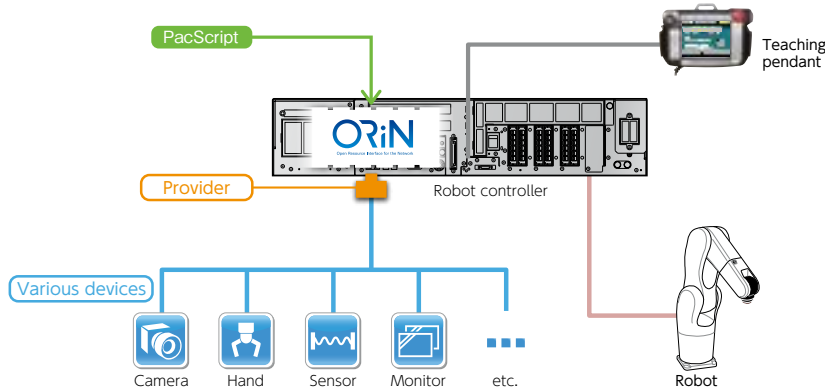 PacScript
Teaching
pendant
ORiN
Open Resource Interface for the Network
Provider
Robot controller
Various devices
Camera
Hand
Sensor
Monitor
etc.
Robot